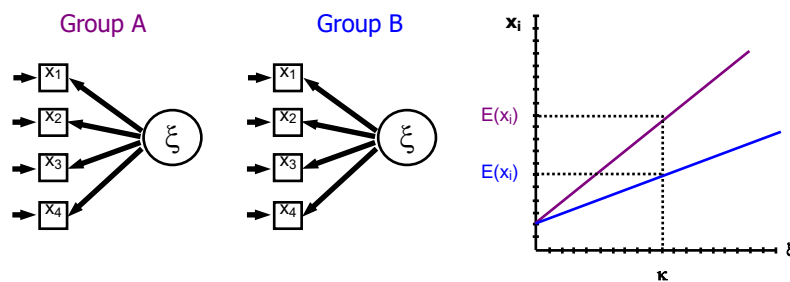 Group A
x1
x2
x3
x4
ξ
Group B
x1
x2
x3
x4
ξ
xi
E(xi)
E(xi)
κ
ξ